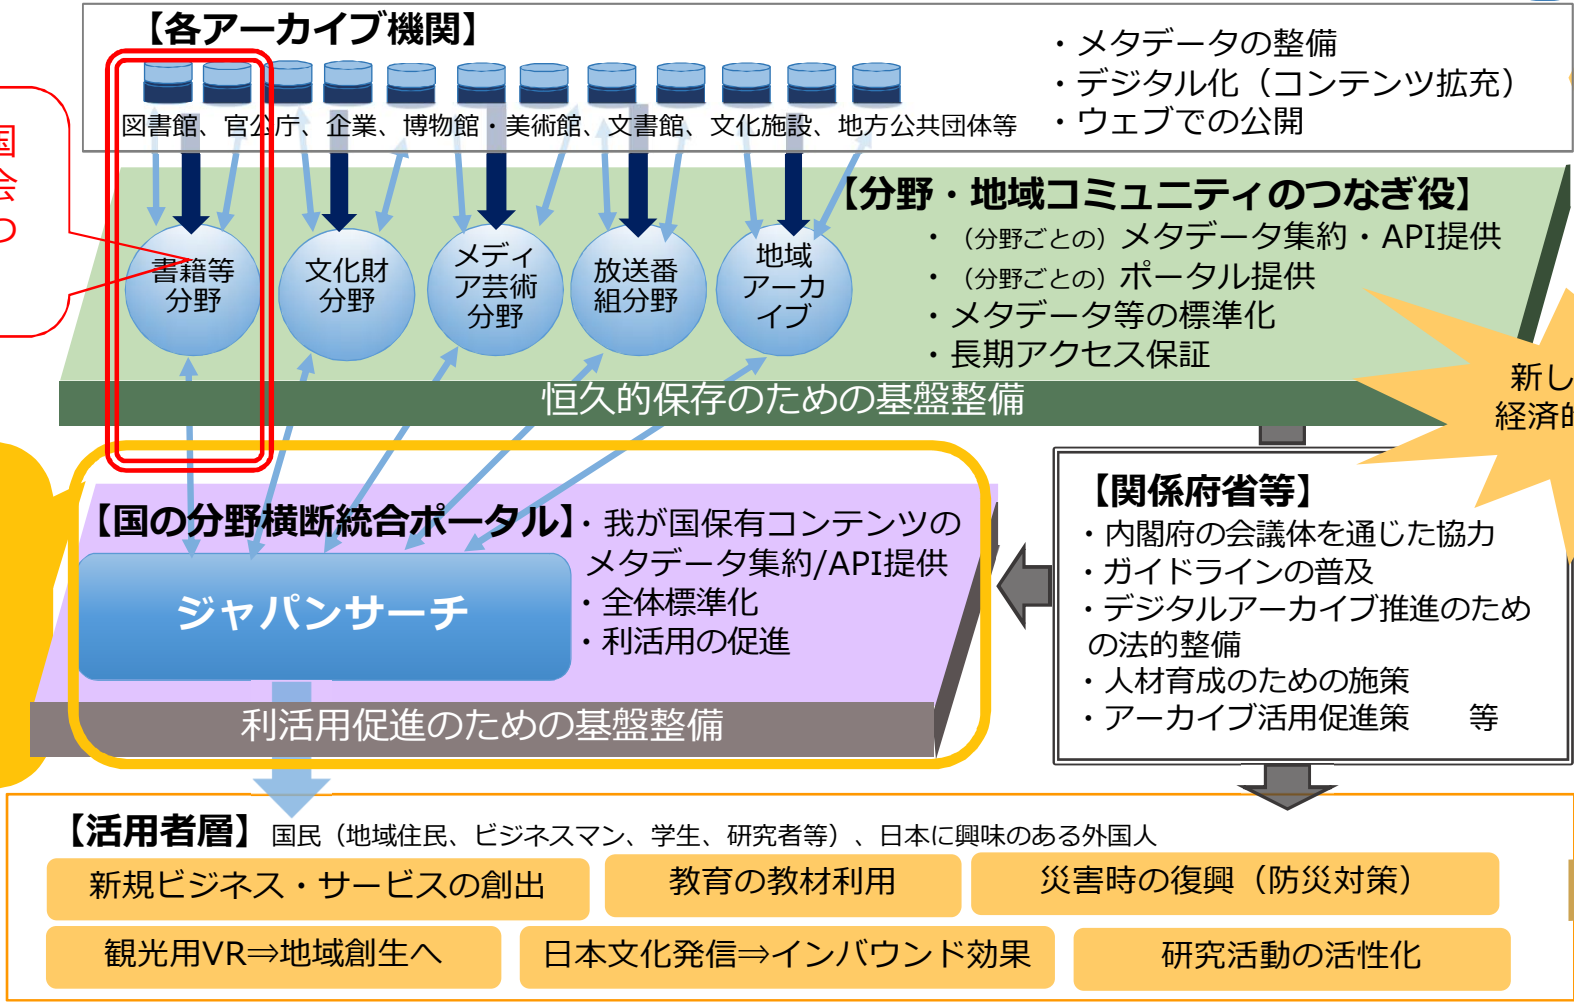 【各アーカイブ機関】
・メタデータの整備
・デジタル化（コンテンツ拡充）
・ウェブでの公開
図書館、官公庁、企業、博物館・美術館、文書館、文化施設、地方公共団体等
国
会
つ
【分野・地域コミュニティのつなぎ役】
・（分野ごとの）メタデータ集約・API提供
・（分野ごとの）ポータル提供
・メタデータ等の標準化
・長期アクセス保証
書籍等
分野
文化財
分野
メディ
ア芸術
分野
放送番
組分野
地域
アーカ
イブ
恒久的保存のための基盤整備
新し
経済的
【国の分野横断統合ポータル】
・我が国保有コンテンツの
メタデータ集約/API提供
・全体標準化
・利活用の促進
ジャパンサーチ
利活用促進のための基盤整備
【関係府省等】
・内閣府の会議体を通じた協力
・ガイドラインの普及
・デジタルアーカイブ推進のため
の法的整備
・人材育成のための施策
・アーカイブ活用促進策　　等
【活用者層】国民（地域住民、ビジネスマン、学生、研究者等）、日本に興味のある外国人
新規ビジネス・サービスの創出
教育の教材利用
災害時の復興（防災対策）
観光用VR⇒地域創生へ
日本文化発信⇒インバウンド効果
研究活動の活性化